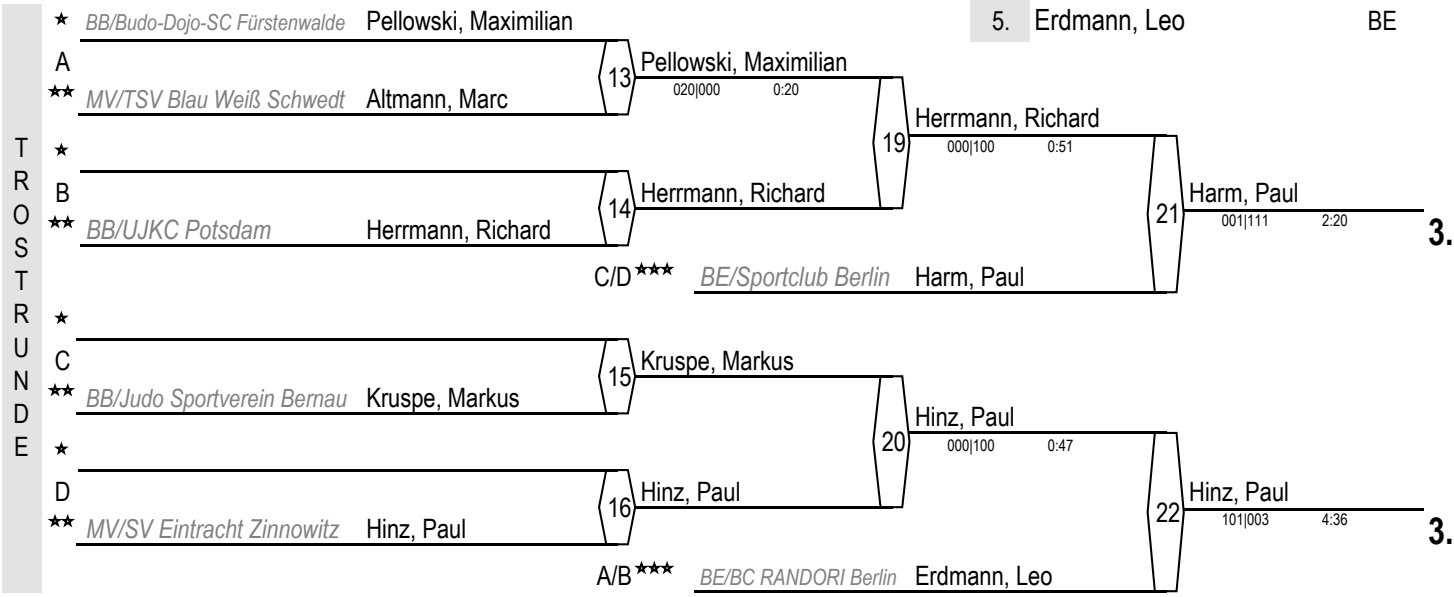 ★ BB/Budo-Dojo-SC Fürstenwalde Pellowski, Maximilian
5. Erdmann, Leo BE
A
13 Pellowski, Maximilian
020|000 0:20
★★ MV/TSV Blau Weiß Schwedt Altmann, Marc
TROSTRUNDE
19 Herrmann, Richard
000|100 0:51
★
B
14 Herrmann, Richard
★★ BB/UJKC Potsdam Herrmann, Richard
21 Harm, Paul
001|111 2:20
3.
C/D ★★★ BE/Sportclub Berlin Harm, Paul
★
C
15 Kruspe, Markus
★★ BB/Judo Sportverein Bernau Kruspe, Markus
20 Hinz, Paul
000|100 0:47
★
D
16 Hinz, Paul
★★ MV/SV Eintracht Zinnowitz Hinz, Paul
22 Hinz, Paul
101|003 4:36
3.
A/B ★★★ BE/BC RANDORI Berlin Erdmann, Leo